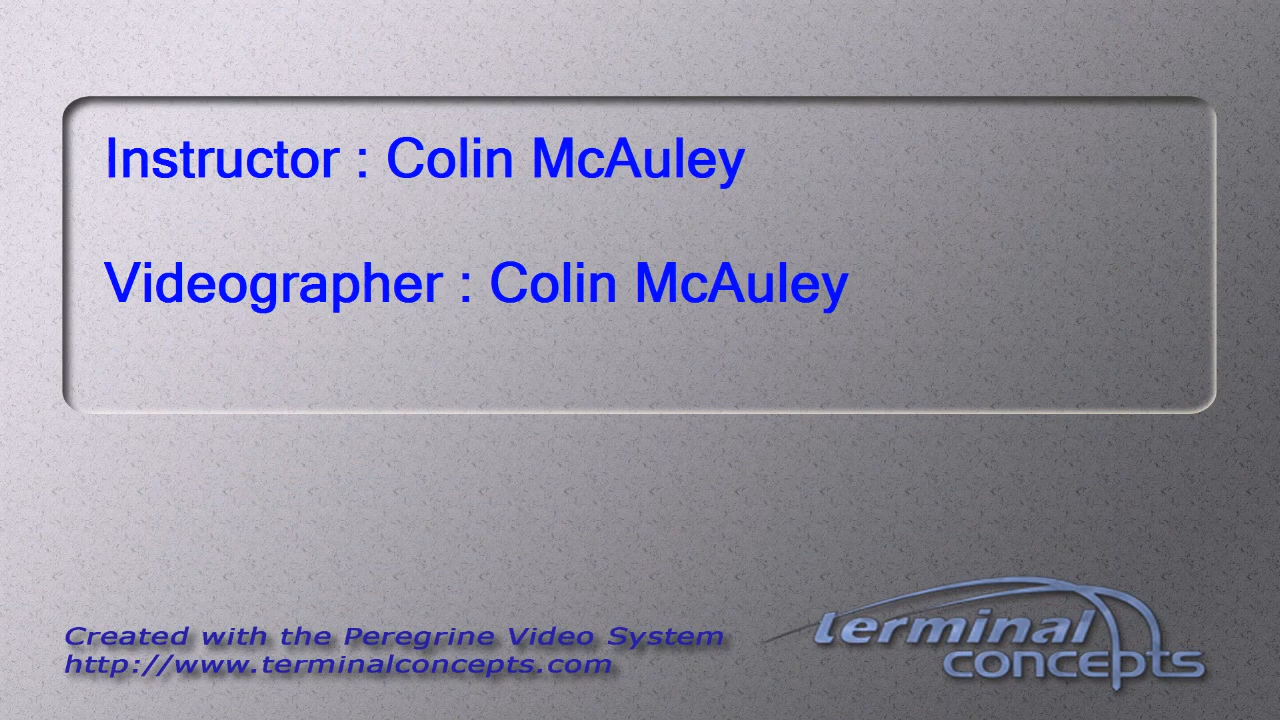 Instructor : Colin McAuley
Videographer : Colin McAuley
Created with the Peregrine Video System
http://www.terminalconcepts.com
terminal
concepts